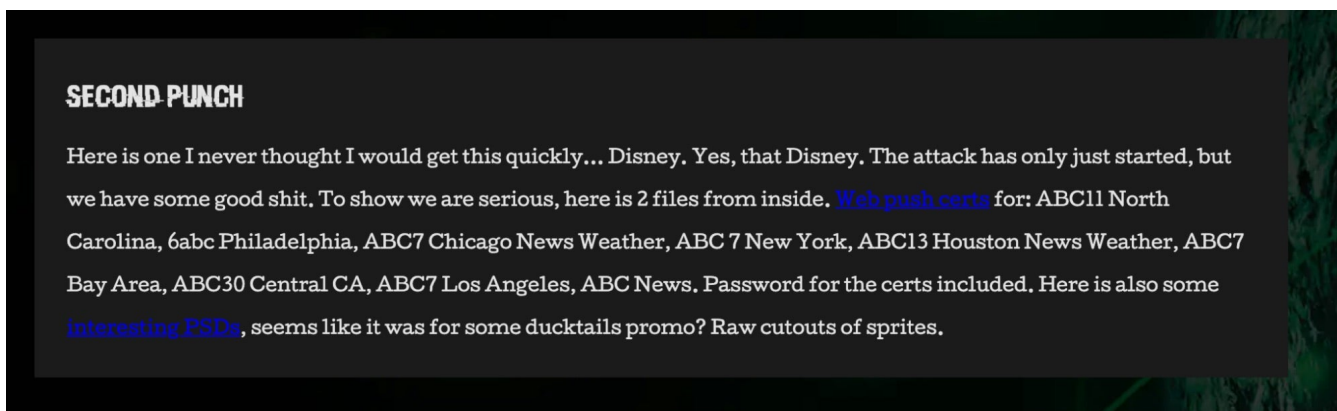 SECOND PUNCH
Here is one I never thought I would get this quickly... Disney. Yes, that Disney. The attack has only just started, but
we have some good shit. To show we are serious, here is 2 files from inside. Web push certs for: ABC11 North
Carolina, 6abc Philadelphia, ABC7 Chicago News Weather, ABC 7 New York, ABC13 Houston News Weather, ABC7
Bay Area, ABC30 Central CA, ABC7 Los Angeles, ABC News. Password for the certs included. Here is also some
interesting PSDs, seems like it was for some ducktails promo? Raw cutouts of sprites.